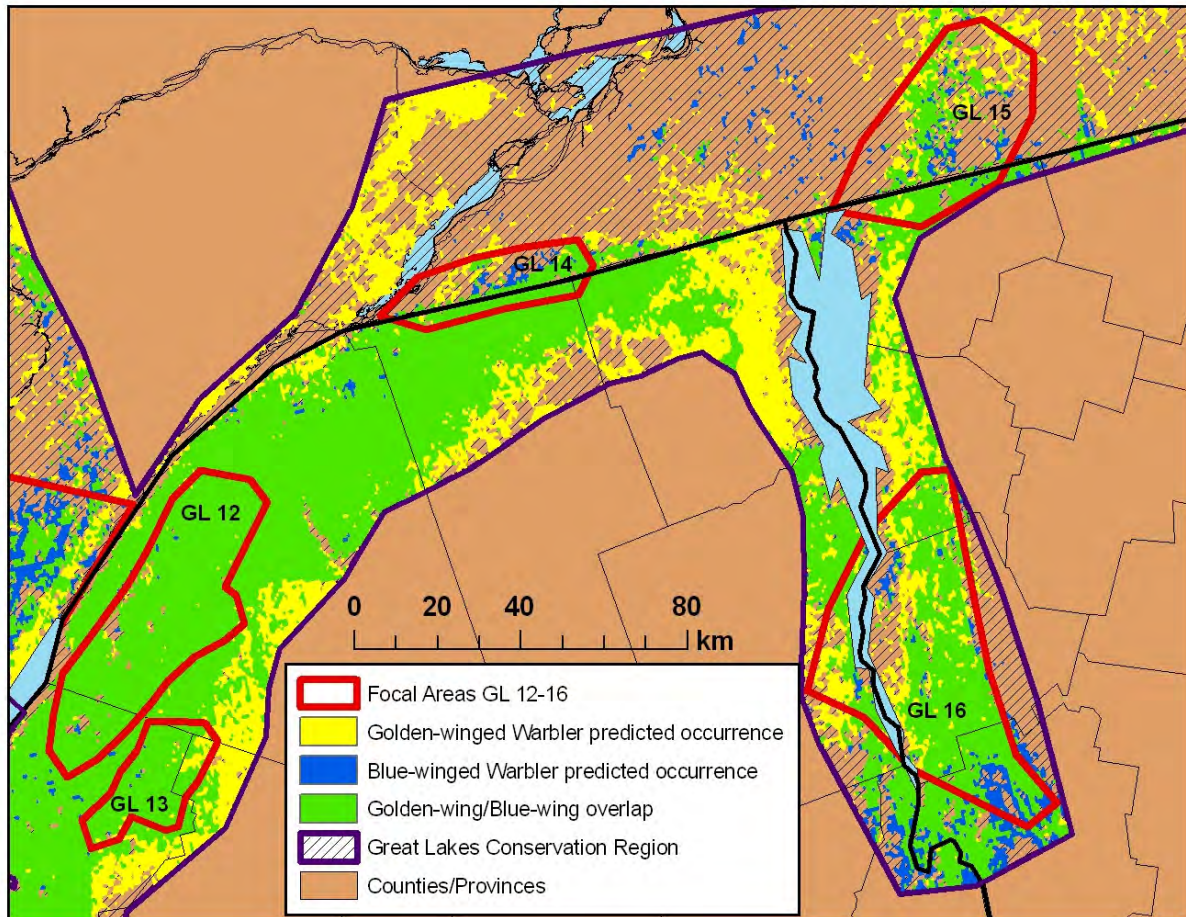 GL 15
GL 14
GL 12
GL 16
GL 13
0 20 40 80
km
Focal Areas GL 12-16
Golden-winged Warbler predicted occurrence
Blue-winged Warbler predicted occurrence
Golden-wing/Blue-wing overlap
Great Lakes Conservation Region
Counties/Provinces